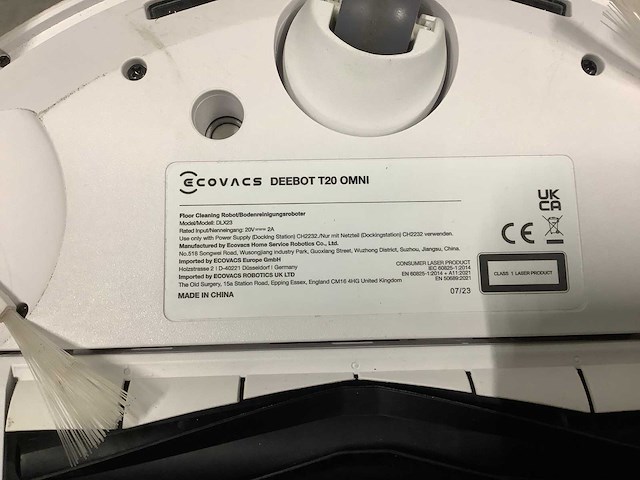 ECOVACS DEEBOT T20 OMNI
Floor Cleaning Robot/Bodenreinigungsroboter
Model/Modell: DLX23
Rated Input/Nenneingang: 20V⎓ 2A
Use only with Power Supply (Docking Station) CH2232./Nur mit Netzteil (Dockingstation) CH2232 verwenden.
Manufactured by Ecovacs Home Service Robotics Co., Ltd.
No.518 Songwei Road, Wusongjiang Industry Park, Guoxiang Street, Wuzhong District, Suzhou, Jiangsu, China.
Imported by ECOVACS Europe GmbH
Holzstrasse 2 I D-40221 Düsseldorf I Germany
Imported by ECOVACS ROBOTICS UK LTD
The Old Surgery, 15a Station Road, Epping Essex, England CM16 4HG United Kingdom
MADE IN CHINA
CONSUMER LASER PRODUCT
IEC 60825-1:2014
EN 60825-1:2014 + A11:2021
EN 50689:2021
07/23
UK
CA
CE
CLASS 1 LASER PRODUCT